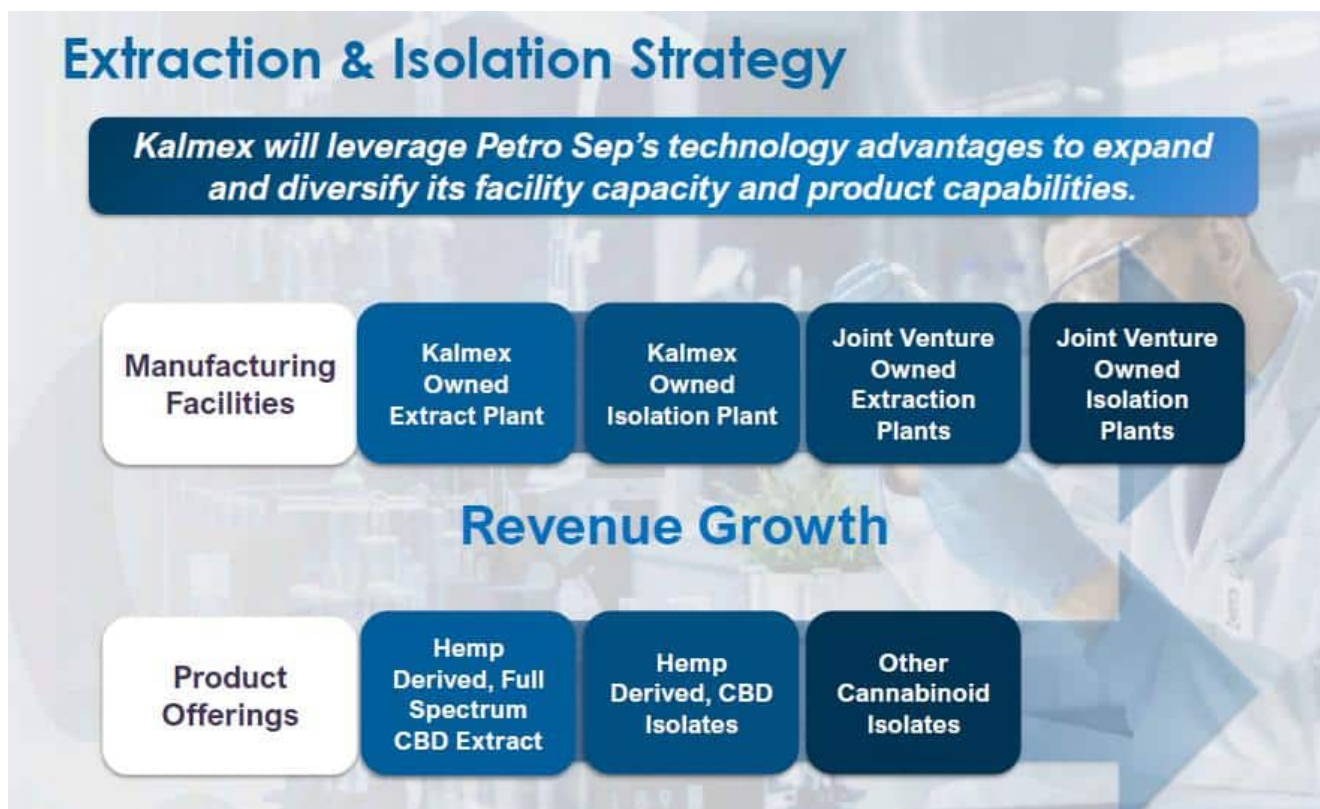 Extraction & Isolation Strategy
Kalmex will leverage Petro Sep's technology advantages to expand
and diversify its facility capacity and product capabilities.
Manufacturing
Facilities
Kalmex
Owned
Extract Plant
Kalmex
Owned
Isolation Plant
Joint Venture
Owned
Extraction
Plants
Joint Venture
Owned
Isolation
Plants
Revenue Growth
Product
Offerings
Hemp
Derived, Full
Spectrum
CBD Extract
Hemp
Derived, CBD
Isolates
Other
Cannabinoid
Isolates